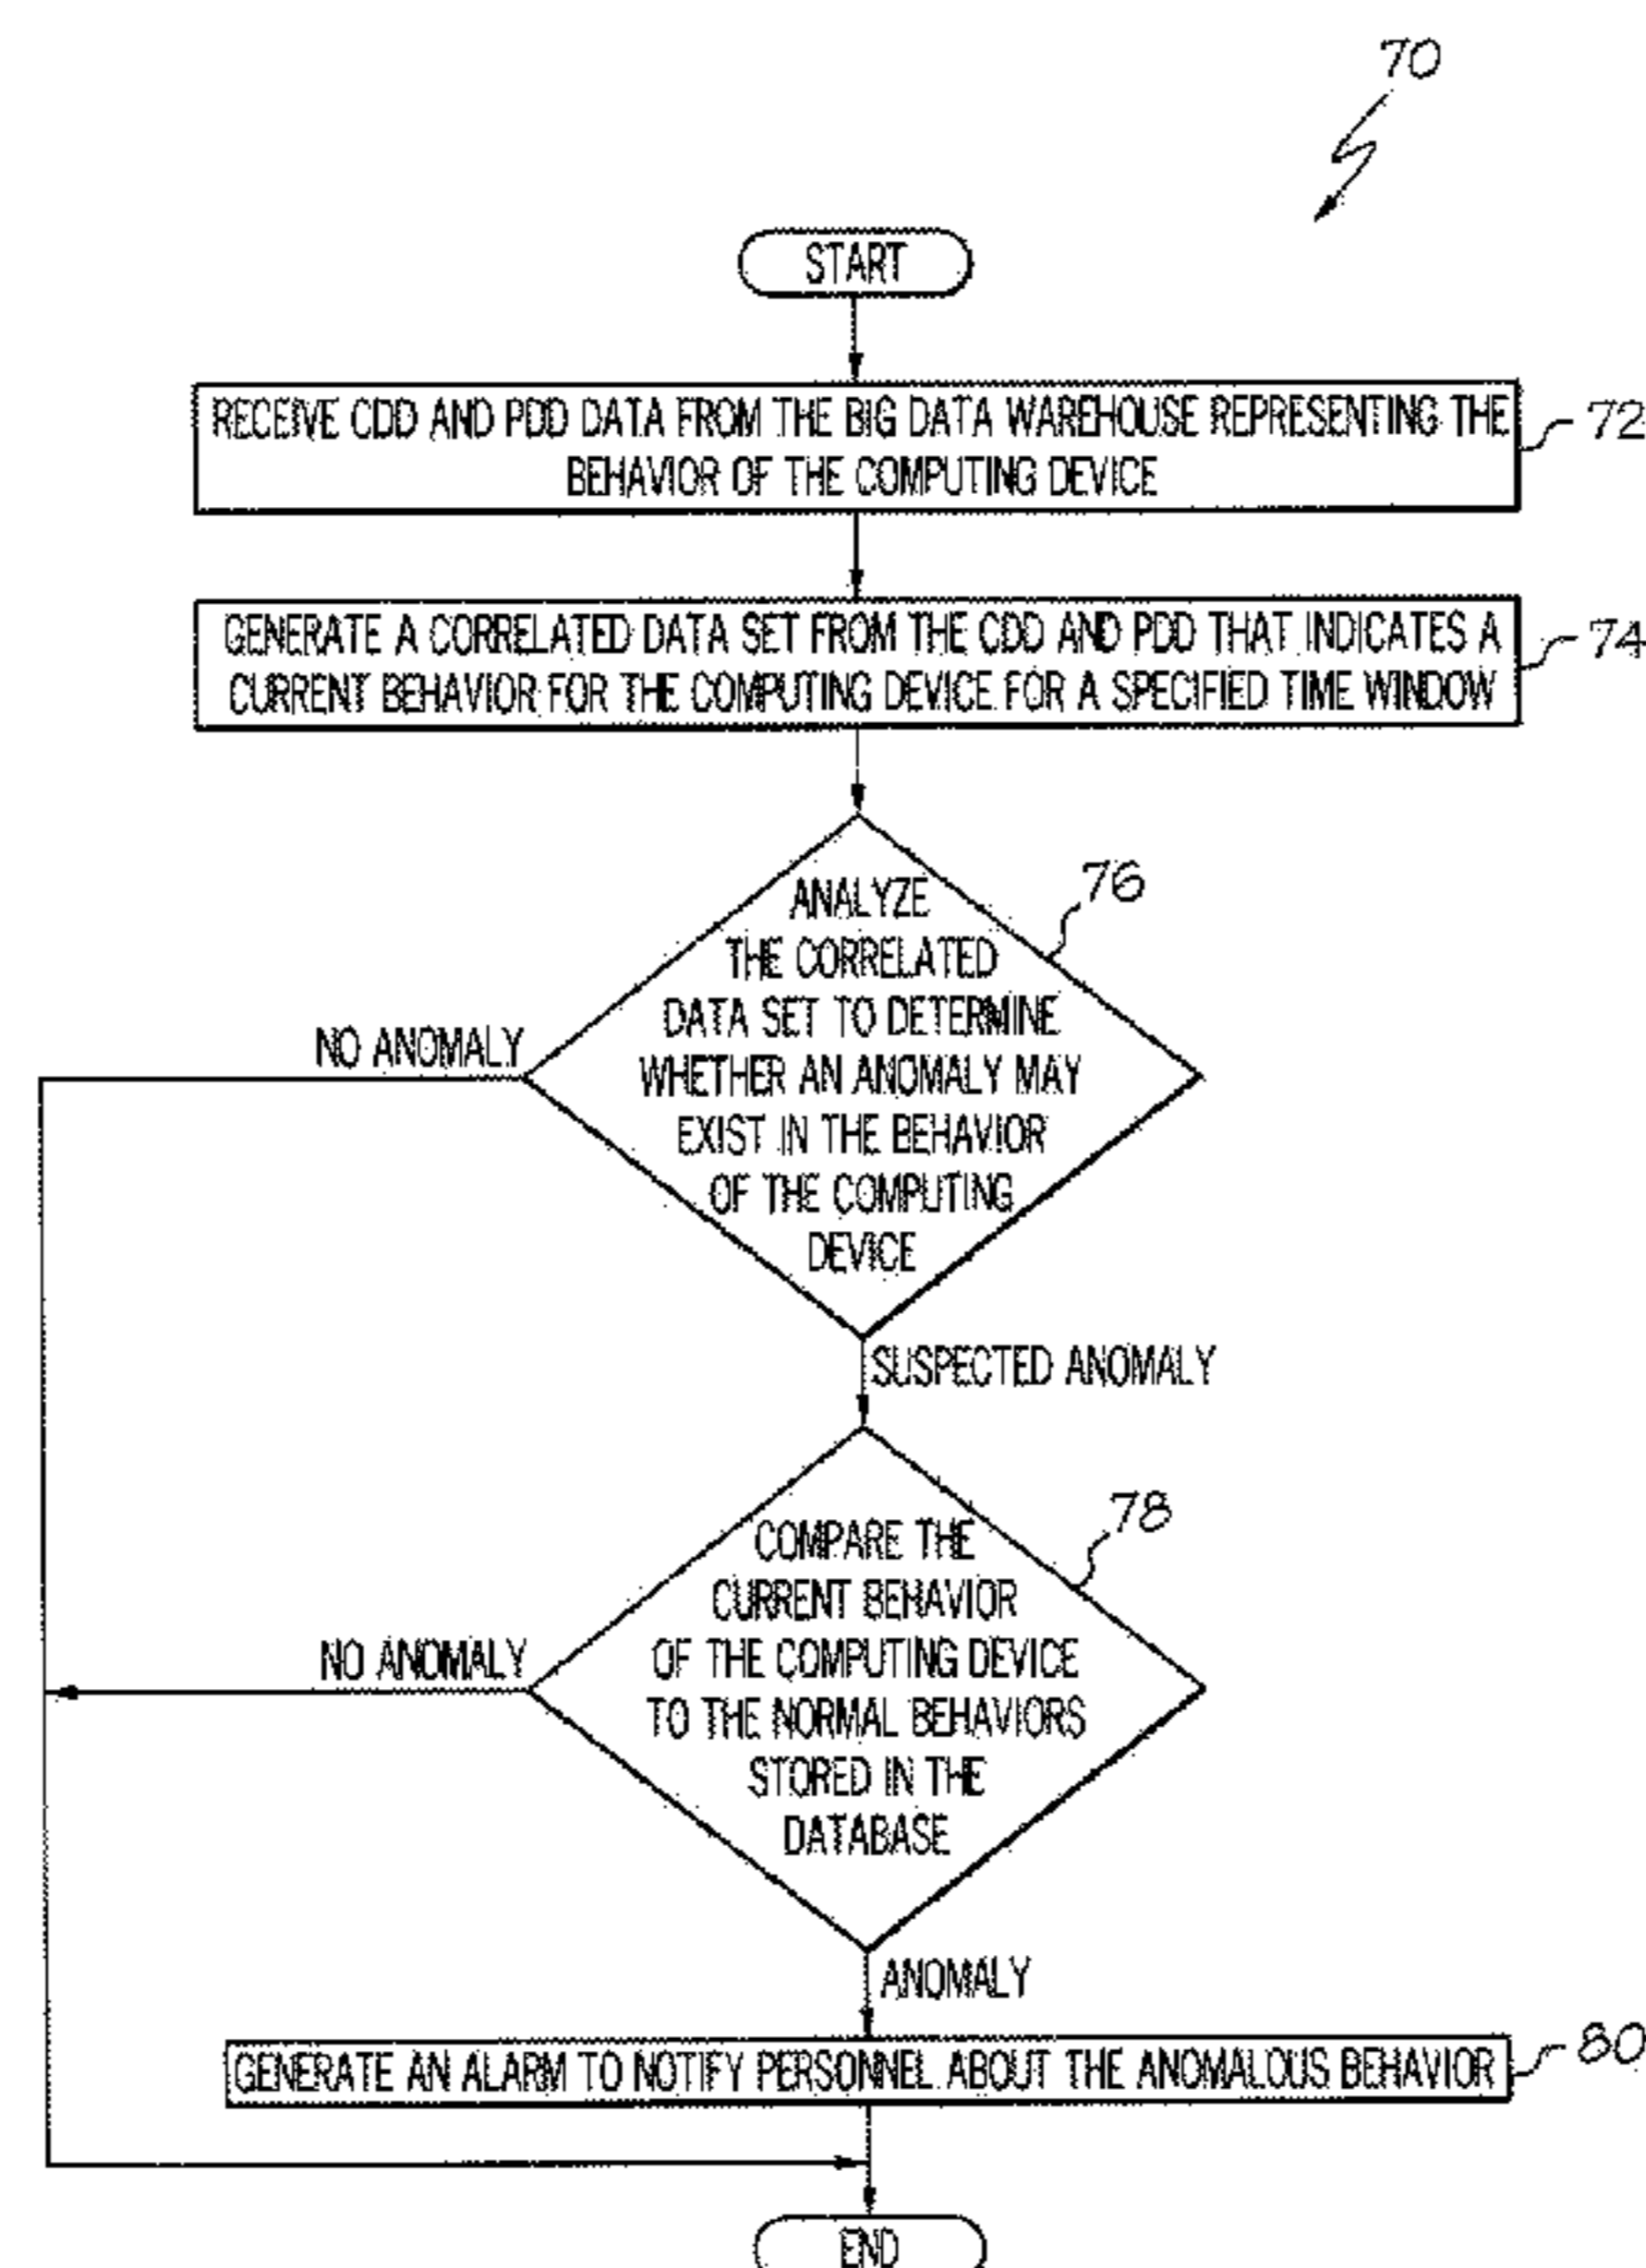 70
START
RECEIVE CDD AND PDD DATA FROM THE BIG DATA WAREHOUSE REPRESENTING THE
BEHAVIOR OF THE COMPUTING DEVICE
72
GENERATE A CORRELATED DATA SET FROM THE CDD AND PDD THAT INDICATES A
CURRENT BEHAVIOR FOR THE COMPUTING DEVICE FOR A SPECIFIED TIME WINDOW
74
ANALYZE
THE CORRELATED
DATA SET TO DETERMINE
WHETHER AN ANOMALY MAY
EXIST IN THE BEHAVIOR
OF THE COMPUTING
DEVICE
76
NO ANOMALY
SUSPECTED ANOMALY
COMPARE THE
CURRENT BEHAVIOR
OF THE COMPUTING DEVICE
TO THE NORMAL BEHAVIORS
STORED IN THE
DATABASE
78
NO ANOMALY
ANOMALY
GENERATE AN ALARM TO NOTIFY PERSONNEL ABOUT THE ANOMALOUS BEHAVIOR
80
END